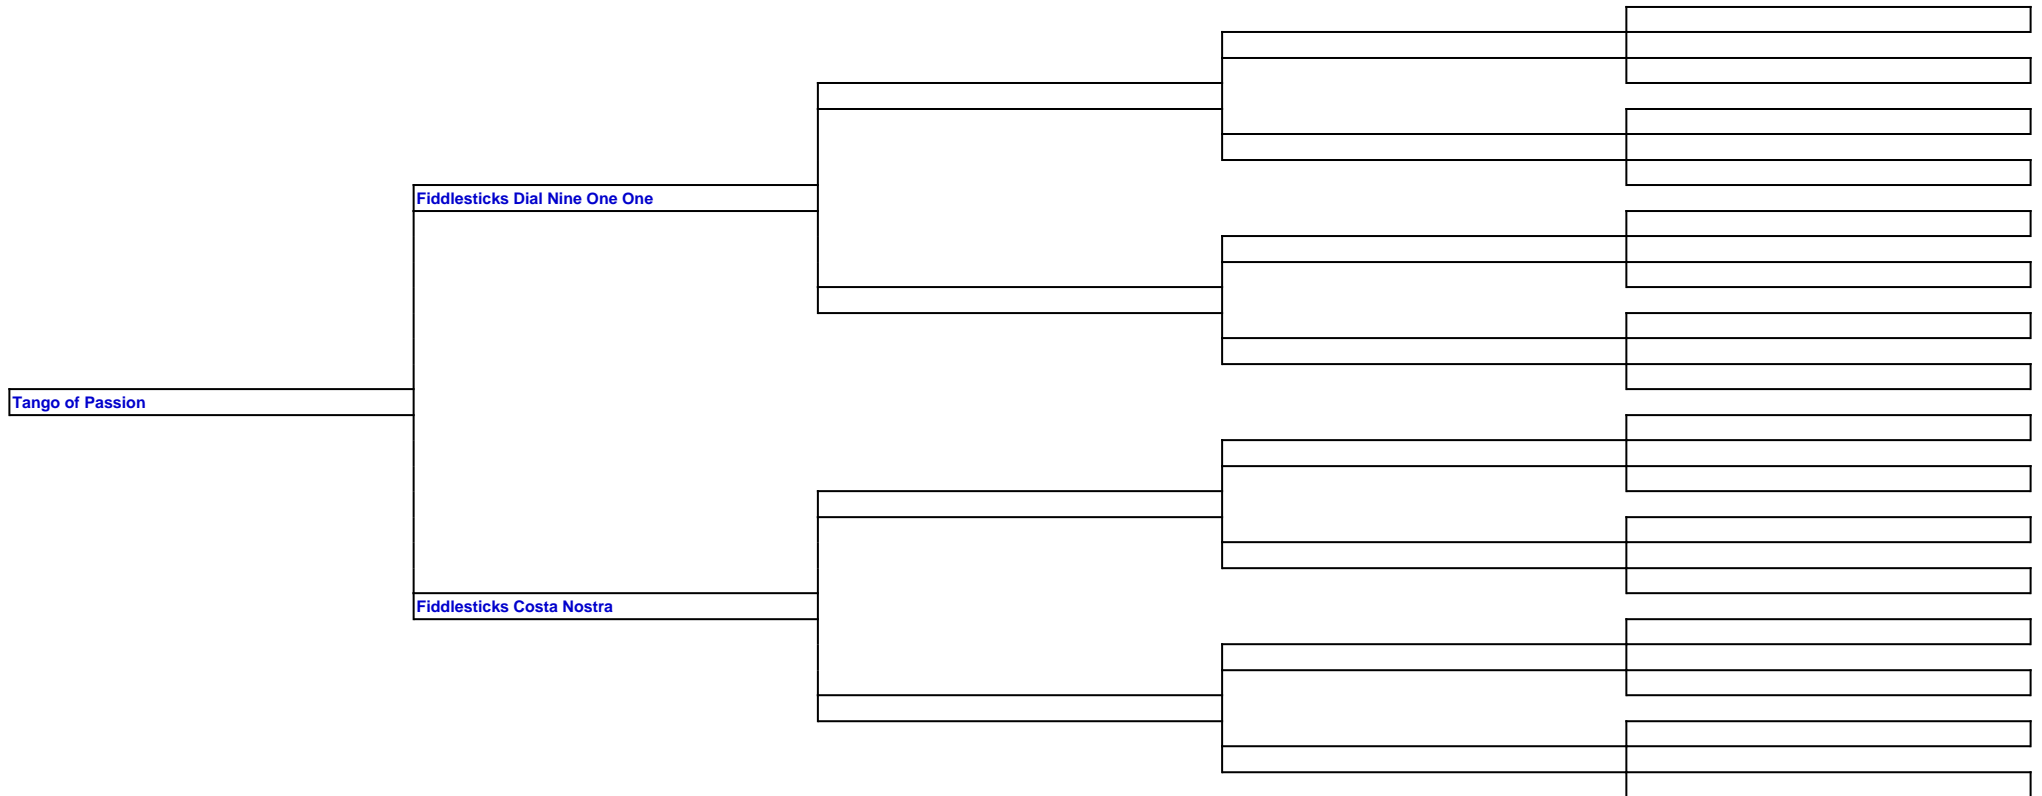 Fiddlesticks Dial Nine One One
Tango of Passion
Fiddlesticks Costa Nostra